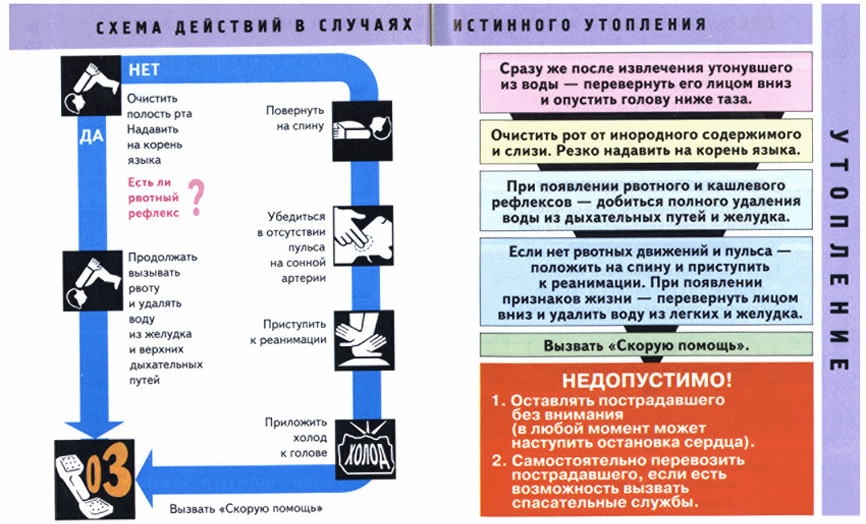 СХЕМА ДЕЙСТВИЙ В СЛУЧАЯХ ИСТИННОГО УТОПЛЕНИЯ
НЕТ
Очистить
полость рта
Надавить
на корень
языка
ДА
Есть ли
рвотный
рефлекс
?
Продолжать
вызывать
рвоту
и удалять
воду
из желудка
и верхних
дыхательных
путей
Повернуть
на спину
Убедиться
в отсутствии
пульса
на сонной
артерии
Приступить
к реанимации
Приложить
холод
к голове
ХОЛОД
03
Вызвать «Скорую помощь»
Сразу же после извлечения утонувшего
из воды — перевернуть его лицом вниз
и опустить голову ниже таза.
Очистить рот от инородного содержимого
и слизи. Резко надавить на корень языка.
При появлении рвотного и кашлевого
рефлексов — добиться полного удаления
воды из дыхательных путей и желудка.
Если нет рвотных движений и пульса —
положить на спину и приступить
к реанимации. При появлении
признаков жизни — перевернуть лицом
вниз и удалить воду из легких и желудка.
Вызвать «Скорую помощь».
НЕДОПУСТИМО!
1. Оставлять пострадавшего
без внимания
(в любой момент может
наступить остановка сердца).
2. Самостоятельно перевозить
пострадавшего, если есть
возможность вызвать
спасательные службы.
УТОПЛЕНИЕ